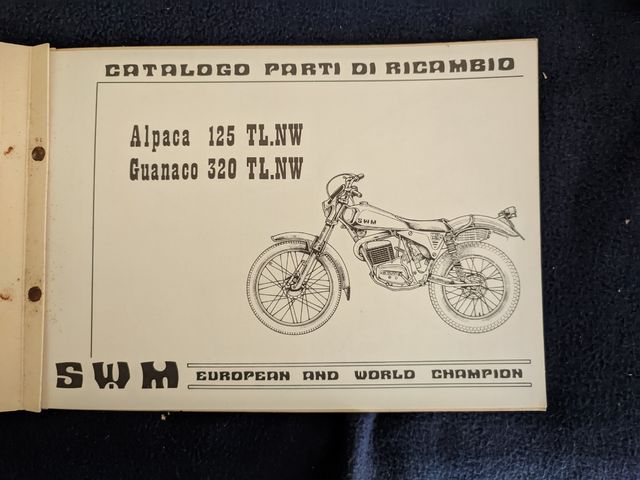 CATALOGO PARTI DI RICAMBIO
Alpaca 125 TL.NW
Guanaco 320 TL.NW
SWM
SWM EUROPEAN AND WORLD CHAMPION